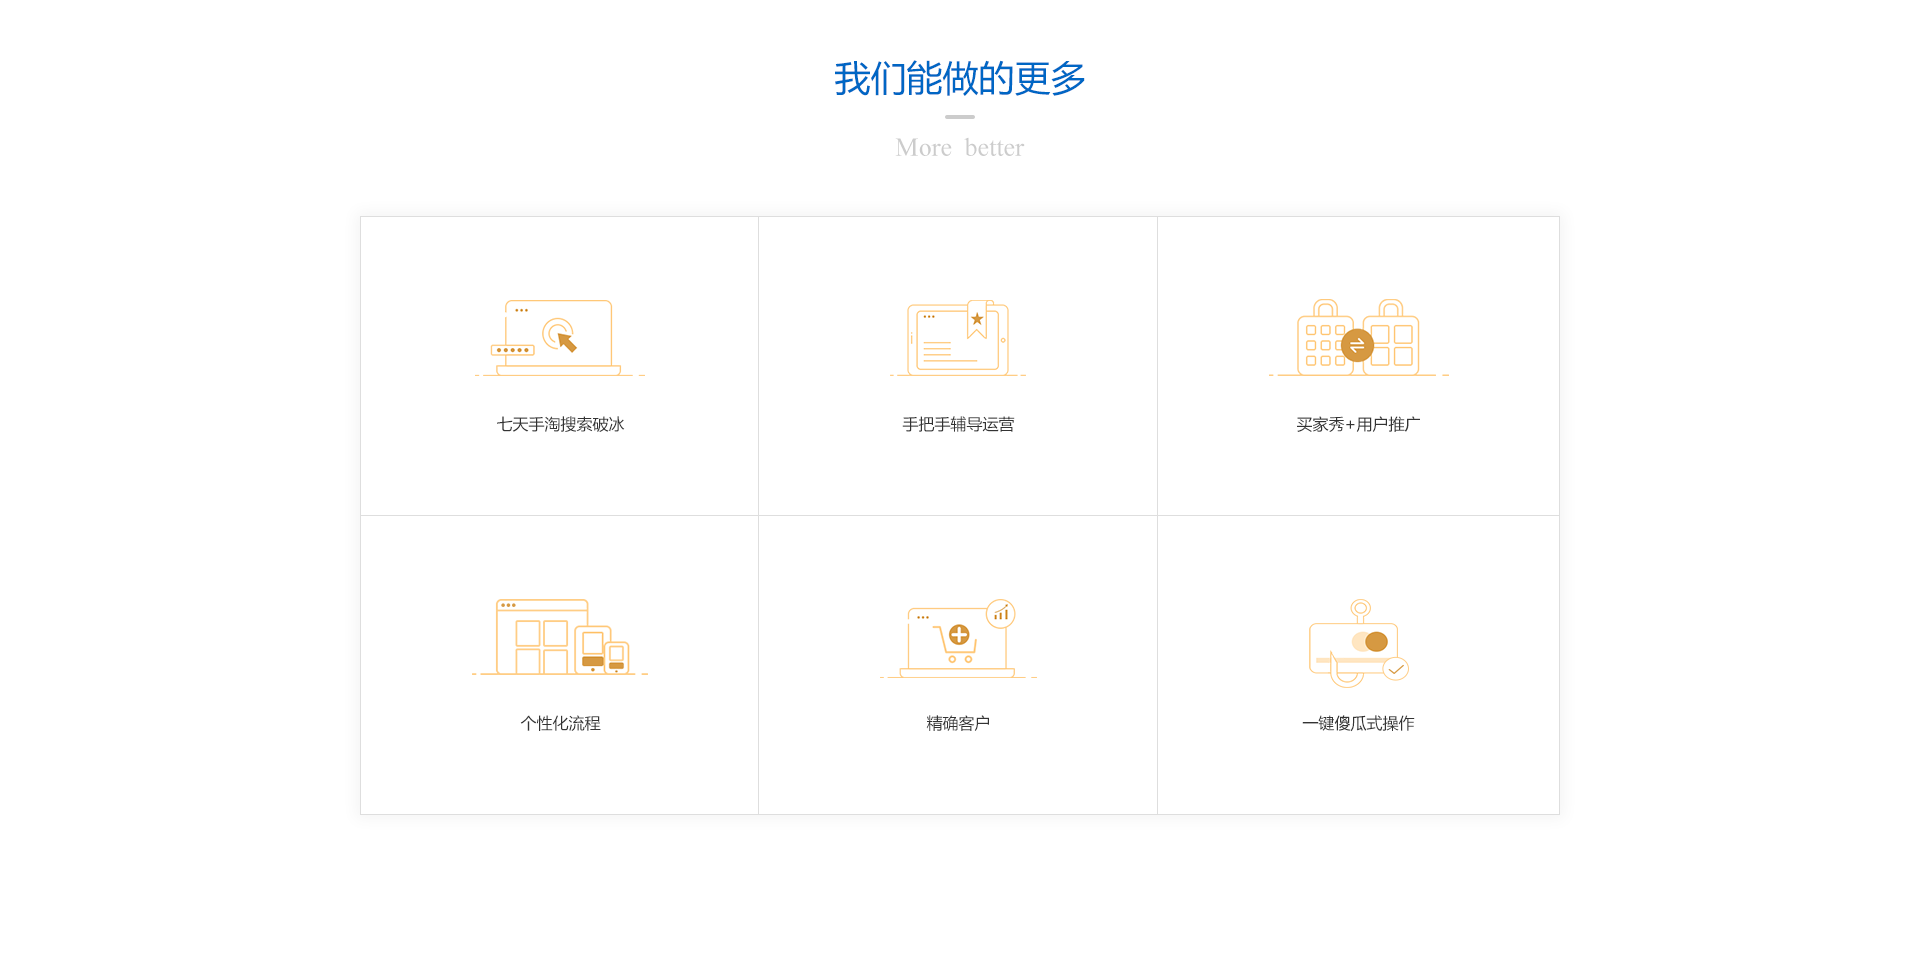 我们能做的更多
More better
七天手淘搜索破冰
手把手辅导运营
买家秀+用户推广
个性化流程
精确客户
一键傻瓜式操作